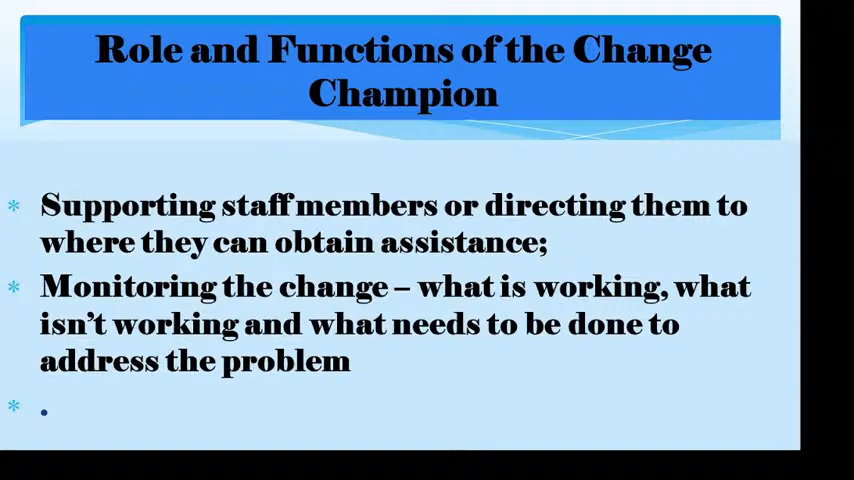 Role and Functions of the Change
Champion
* Supporting staff members or directing them to
where they can obtain assistance;
* Monitoring the change – what is working, what
isn’t working and what needs to be done to
address the problem
* .